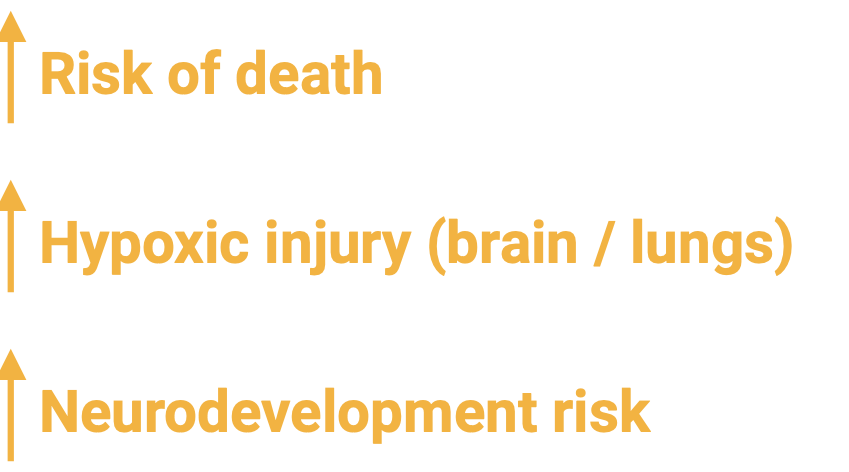 Risk of death
Hypoxic injury (brain / lungs)
Neurodevelopment risk